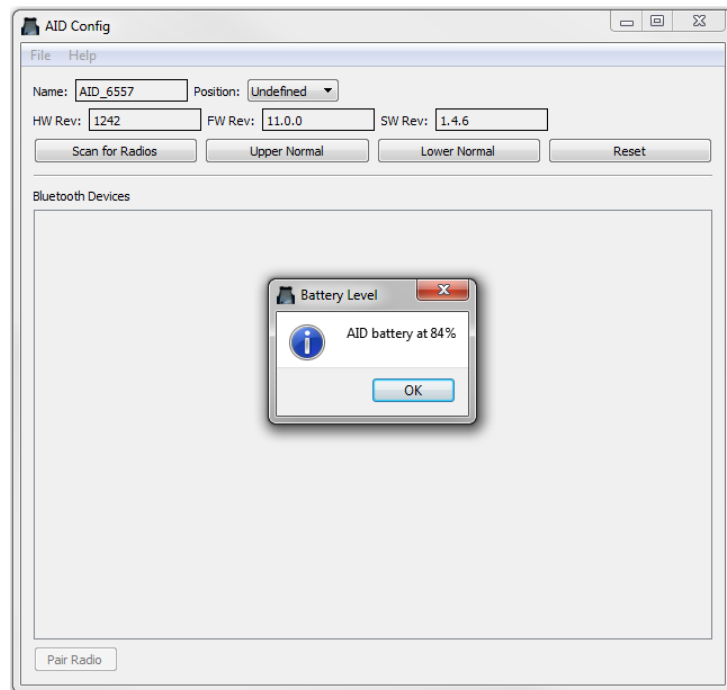 AID Config
File Help
Name: AID_6557 Position: Undefined
HW Rev: 1242 FW Rev: 11.0.0 SW Rev: 1.4.6
Scan for Radios Upper Normal Lower Normal Reset
Bluetooth Devices
Battery Level
AID battery at 84%
OK
Pair Radio